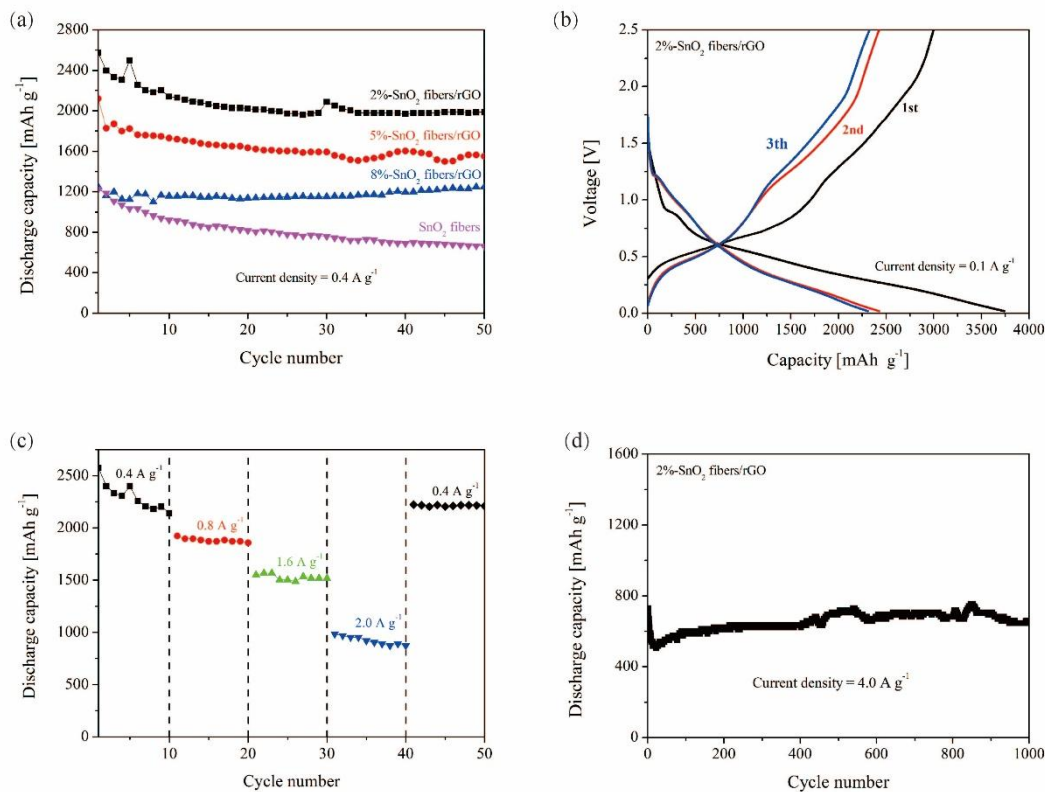 (a)
2800
2400
2000
1600
1200
800
400
0
10
20
30
40
50
Discharge capacity [mAh g⁻¹]
Cycle number
2%-SnO₂ fibers/rGO
5%-SnO₂ fibers/rGO
8%-SnO₂ fibers/rGO
SnO₂ fibers
Current density = 0.4 A g⁻¹
(b)
2.5
2.0
1.5
1.0
0.5
0.0
0
500
1000
1500
2000
2500
3000
3500
4000
Voltage [V]
Capacity [mAh g⁻¹]
2%-SnO₂ fibers/rGO
1st
2nd
3th
Current density = 0.1 A g⁻¹
(c)
2500
2000
1500
1000
500
0
10
20
30
40
50
Discharge capacity [mAh g⁻¹]
Cycle number
0.4 A g⁻¹
0.8 A g⁻¹
1.6 A g⁻¹
2.0 A g⁻¹
0.4 A g⁻¹
(d)
1600
1200
800
400
0
0
200
400
600
800
1000
Discharge capacity [mAh g⁻¹]
Cycle number
2%-SnO₂ fibers/rGO
Current density = 4.0 A g⁻¹